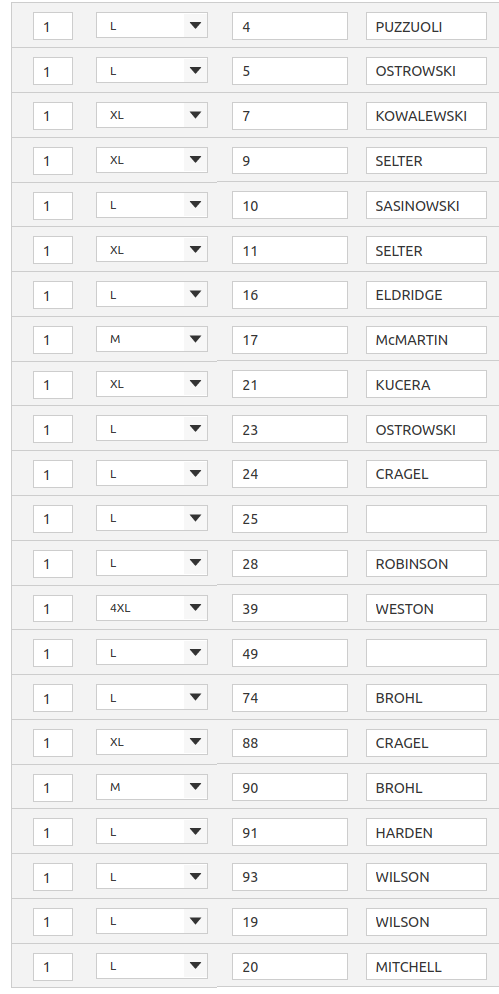 1 L 4 PUZZUOLI
1 L 5 OSTROWSKI
1 XL 7 KOWALEWSKI
1 XL 9 SELTER
1 L 10 SASINOWSKI
1 XL 11 SELTER
1 L 16 ELDRIDGE
1 M 17 McMARTIN
1 XL 21 KUCERA
1 L 23 OSTROWSKI
1 L 24 CRAGEL
1 L 25
1 L 28 ROBINSON
1 4XL 39 WESTON
1 L 49
1 L 74 BROHL
1 XL 88 CRAGEL
1 M 90 BROHL
1 L 91 HARDEN
1 L 93 WILSON
1 L 19 WILSON
1 L 20 MITCHELL